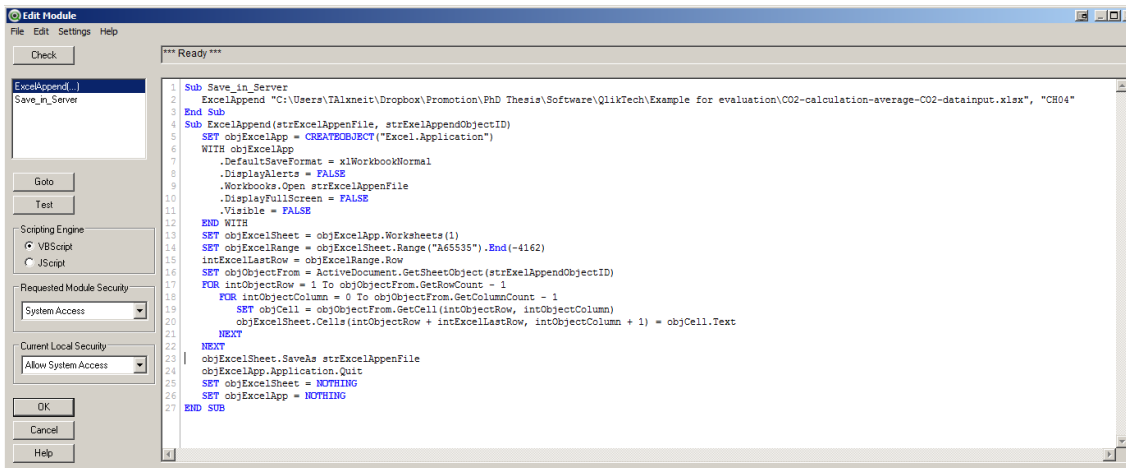 Edit Module
File Edit Settings Help
Check
*** Ready ***
ExcelAppend(...)
Save_in_Server
Goto
Test
Scripting Engine
VBScript
JScript
Requested Module Security
System Access
Current Local Security
Allow System Access
OK
Cancel
Help
1 Sub Save_in_Server
2 ExcelAppend "C:\Users\TAlxneit\Dropbox\Promotion\PhD Thesis\Software\QlikTech\Example for evaluation\CO2-calculation-average-CO2-datainput.xlsx", "CH04"
3 End Sub
4 Sub ExcelAppend(strExcelAppenFile, strExelAppendObjectID)
5 SET objExcelApp = CREATEOBJECT("Excel.Application")
6 WITH objExcelApp
7 .DefaultSaveFormat = xlWorkbookNormal
8 .DisplayAlerts = FALSE
9 .Workbooks.Open strExcelAppenFile
10 .DisplayFullScreen = FALSE
11 .Visible = FALSE
12 END WITH
13 SET objExcelSheet = objExcelApp.Worksheets(1)
14 SET objExcelRange = objExcelSheet.Range("A65535").End(-4162)
15 intExcelLastRow = objExcelRange.Row
16 SET objObjectFrom = ActiveDocument.GetSheetObject(strExelAppendObjectID)
17 FOR intObjectRow = 1 To objObjectFrom.GetRowCount - 1
18 FOR intObjectColumn = 0 To objObjectFrom.GetColumnCount - 1
19 SET objCell = objObjectFrom.GetCell(intObjectRow, intObjectColumn)
20 objExcelSheet.Cells(intObjectRow + intExcelLastRow, intObjectColumn + 1) = objCell.Text
21 NEXT
22 NEXT
23 objExcelSheet.SaveAs strExcelAppenFile
24 objExcelApp.Application.Quit
25 SET objExcelSheet = NOTHING
26 SET objExcelApp = NOTHING
27 END SUB